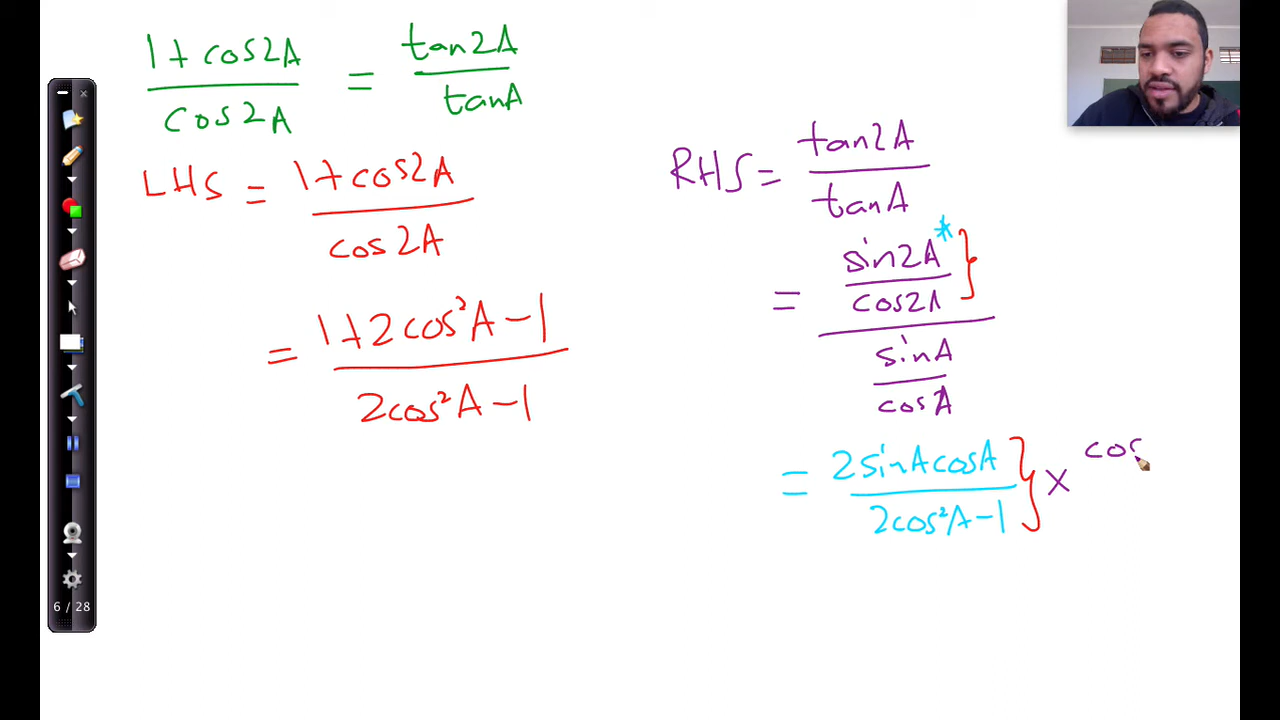 1+cos2A / cos2A = tan2A / tanA
LHS = 1+cos2A / cos2A
= 1+2cos²A-1 / 2cos²A-1
RHS = tan2A / tanA
= sin2A* / cos2A } / sinA / cosA
= 2sinAcosA / 2cos²A-1 } × cos
6 / 28